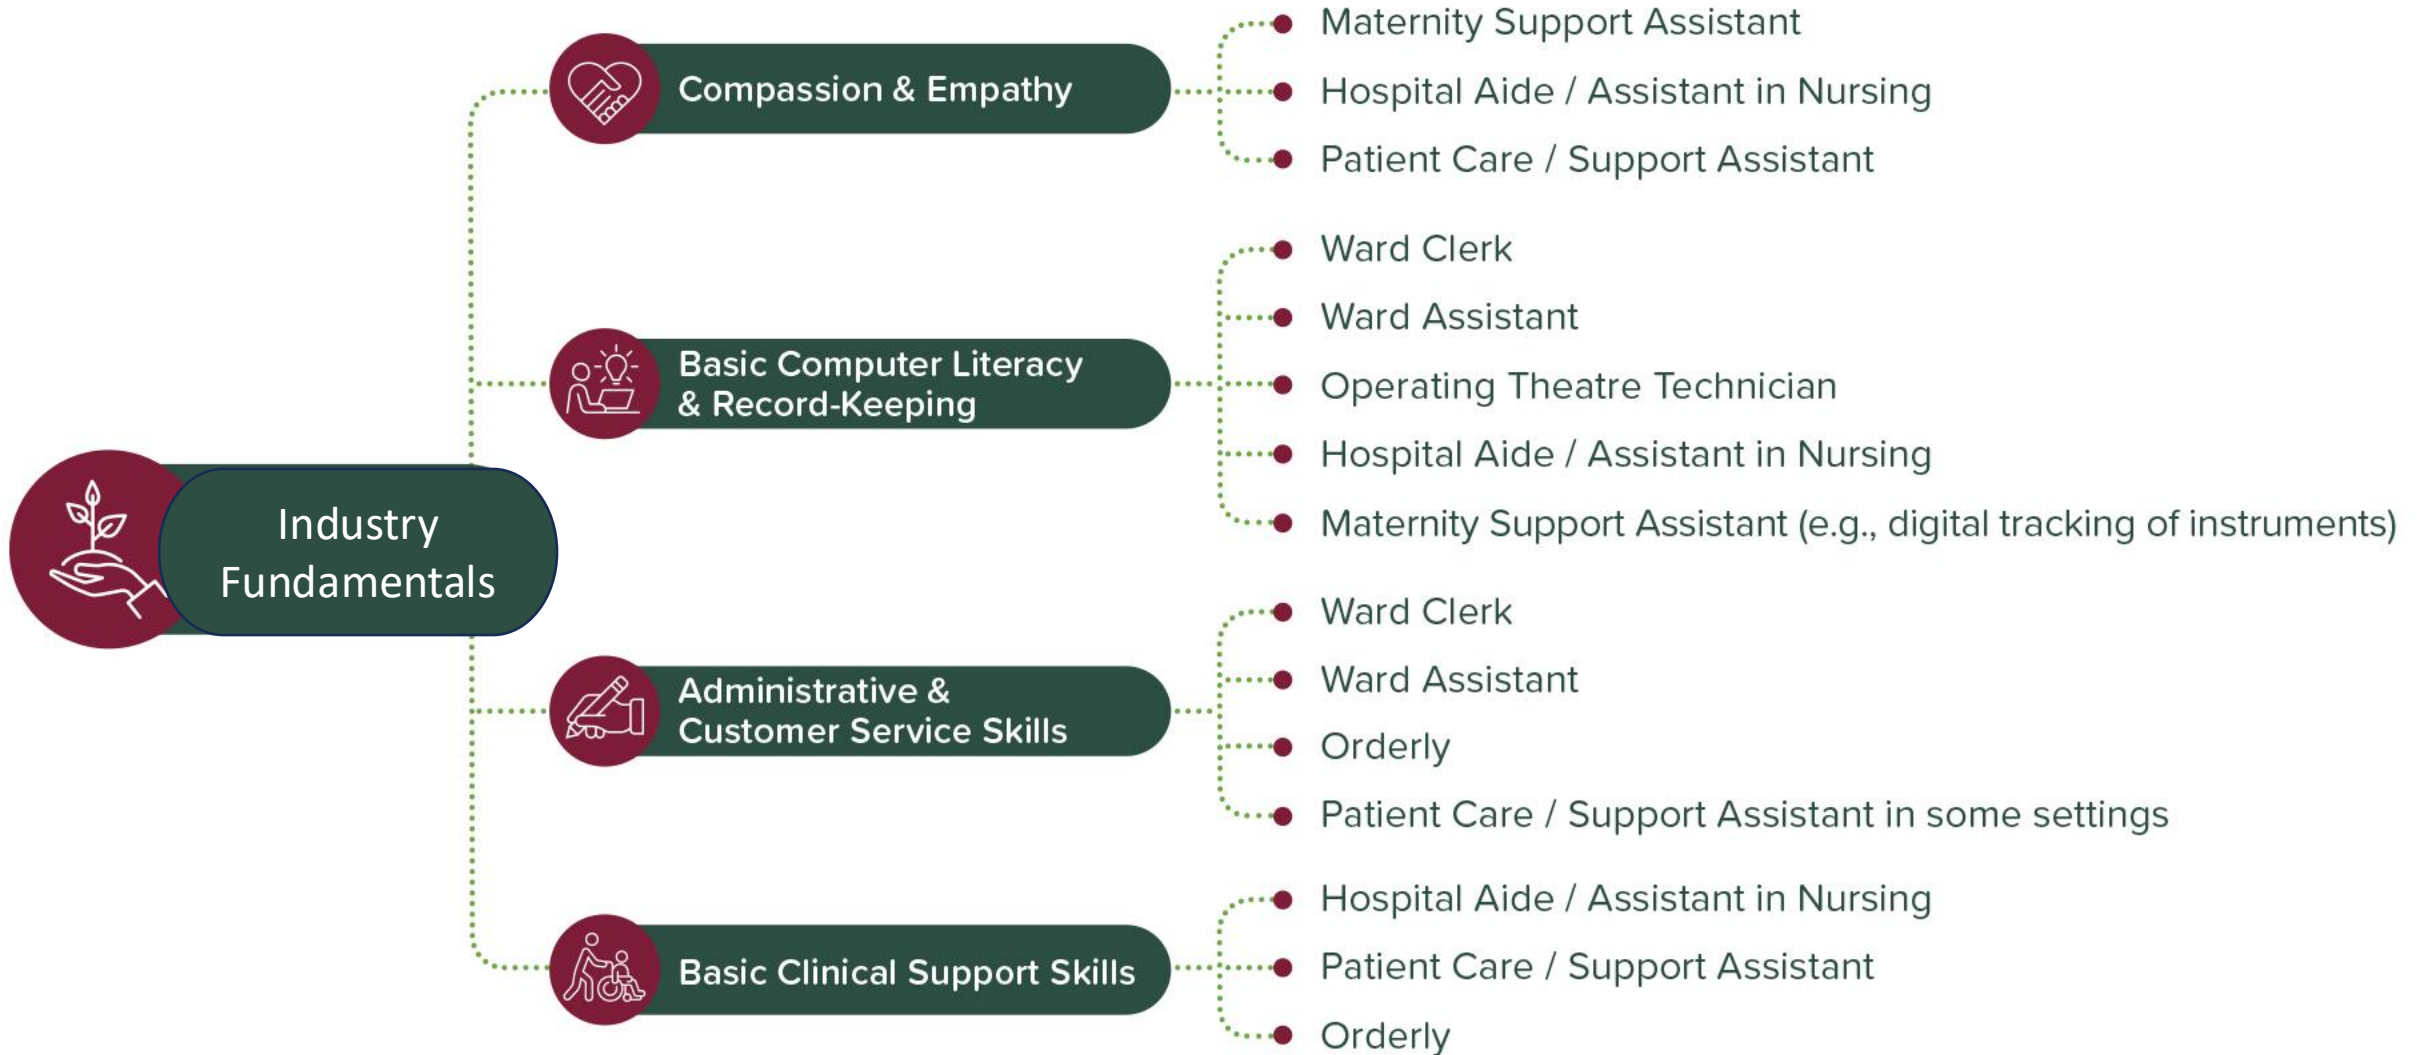 Industry
Fundamentals
Compassion & Empathy
Maternity Support Assistant
Hospital Aide / Assistant in Nursing
Patient Care / Support Assistant
Basic Computer Literacy
& Record-Keeping
Ward Clerk
Ward Assistant
Operating Theatre Technician
Hospital Aide / Assistant in Nursing
Maternity Support Assistant (e.g., digital tracking of instruments)
Administrative &
Customer Service Skills
Ward Clerk
Ward Assistant
Orderly
Patient Care / Support Assistant in some settings
Basic Clinical Support Skills
Hospital Aide / Assistant in Nursing
Patient Care / Support Assistant
Orderly